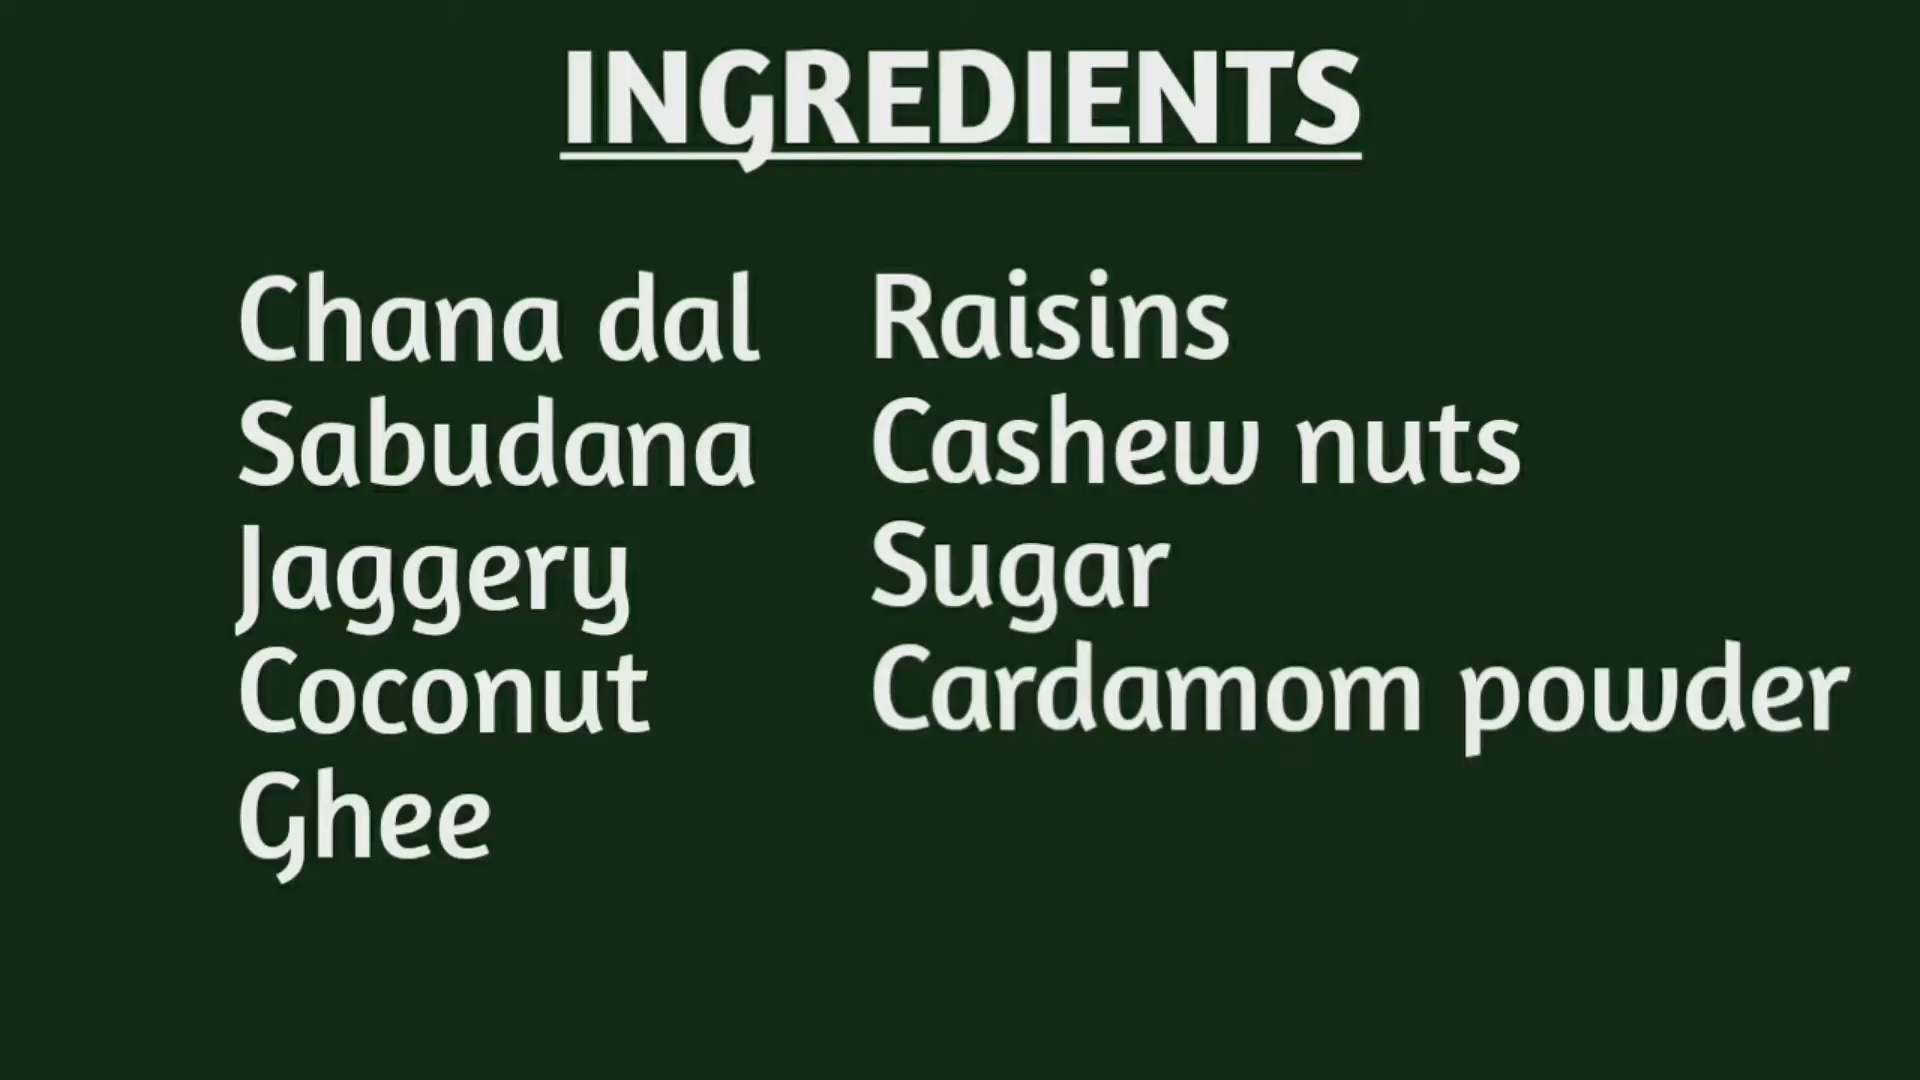 INGREDIENTS
Chana dal
Sabudana
Jaggery
Coconut
Ghee
Raisins
Cashew nuts
Sugar
Cardamom powder